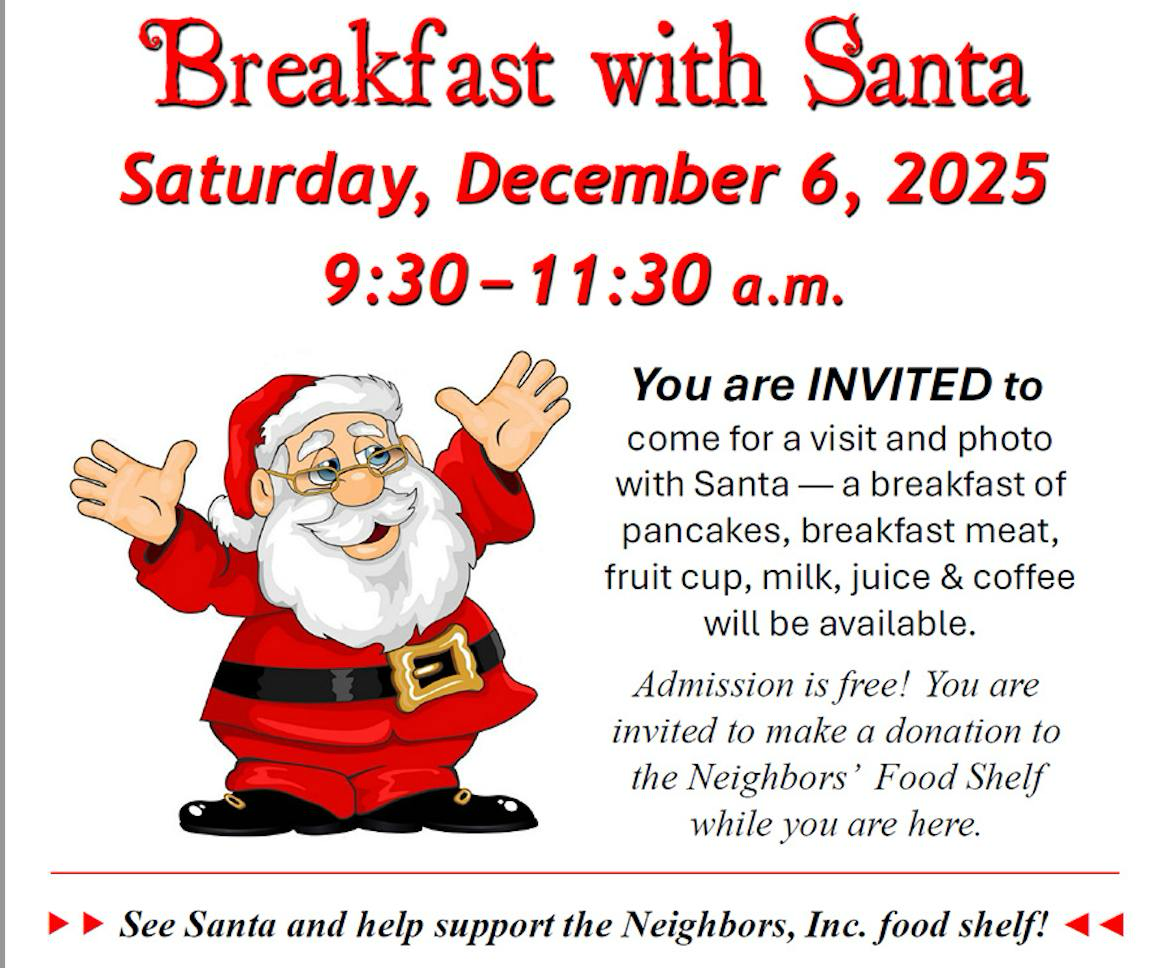 Breakfast with Santa
Saturday, December 6, 2025
9:30 – 11:30 a.m.
You are INVITED to
come for a visit and photo
with Santa — a breakfast of
pancakes, breakfast meat,
fruit cup, milk, juice & coffee
will be available.
Admission is free! You are
invited to make a donation to
the Neighbors’ Food Shelf
while you are here.
See Santa and help support the Neighbors, Inc. food shelf!